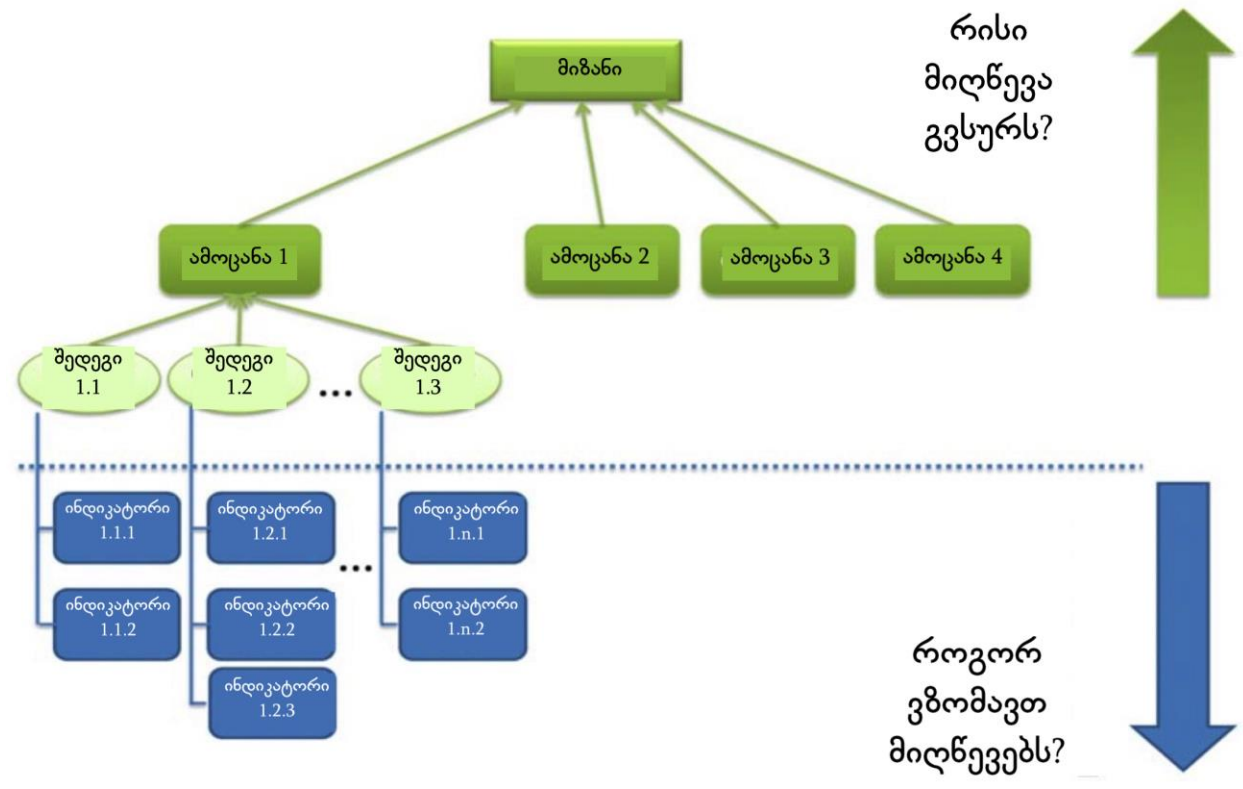 რისი
მიღწევა
გვსურს?
მიზანი
ამოცანა 1
ამოცანა 2
ამოცანა 3
ამოცანა 4
შედეგი
1.1
შედეგი
1.2
...
შედეგი
1.3
ინდიკატორი
1.1.1
ინდიკატორი
1.2.1
ინდიკატორი
1.n.1
...
ინდიკატორი
1.1.2
ინდიკატორი
1.2.2
ინდიკატორი
1.n.2
ინდიკატორი
1.2.3
როგორ
ვზომავთ
მიღწევებს?